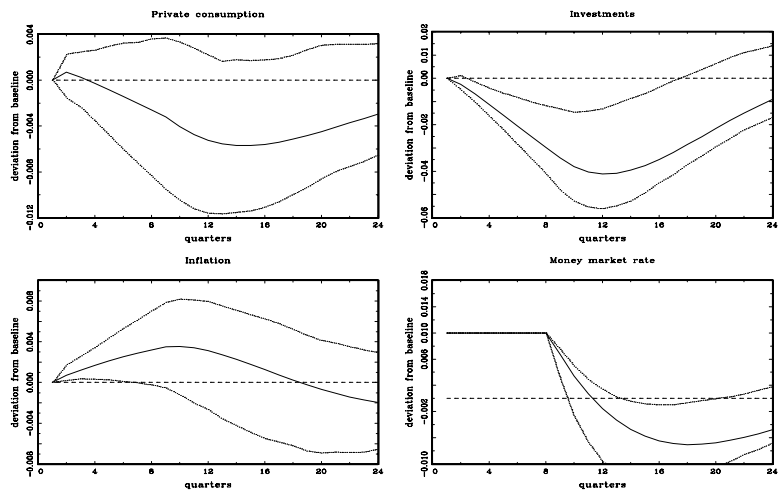 Private consumption
deviation from baseline
0.004
0.000
-0.004
-0.008
-0.012
0 4 8 12 16 20 24
quarters
Investments
deviation from baseline
0.02
0.00
-0.02
-0.04
-0.06
0 4 8 12 16 20 24
quarters
Inflation
deviation from baseline
0.008
0.004
0.000
-0.004
-0.008
0 4 8 12 16 20 24
quarters
Money market rate
deviation from baseline
0.018
0.014
0.010
0.006
-0.002
-0.010
0 4 8 12 16 20 24
quarters